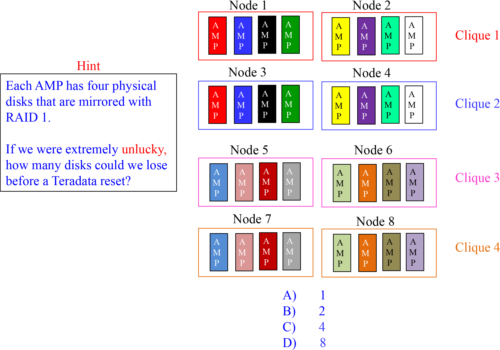 Node 1 Node 2
A A A A A A A A
M M M M M M M M
P P P P P P P P
Clique 1
Hint
Node 3 Node 4
Each AMP has four physical
disks that are mirrored with
RAID 1.
If we were extremely unlucky,
how many disks could we lose
before a Teradata reset?
A A A A A A A A
M M M M M M M M
P P P P P P P P
Clique 2
Node 5 Node 6
A A A A A A A A
M M M M M M M M
P P P P P P P P
Clique 3
Node 7 Node 8
A A A A A A A A
M M M M M M M M
P P P P P P P P
Clique 4
A) 1
B) 2
C) 4
D) 8